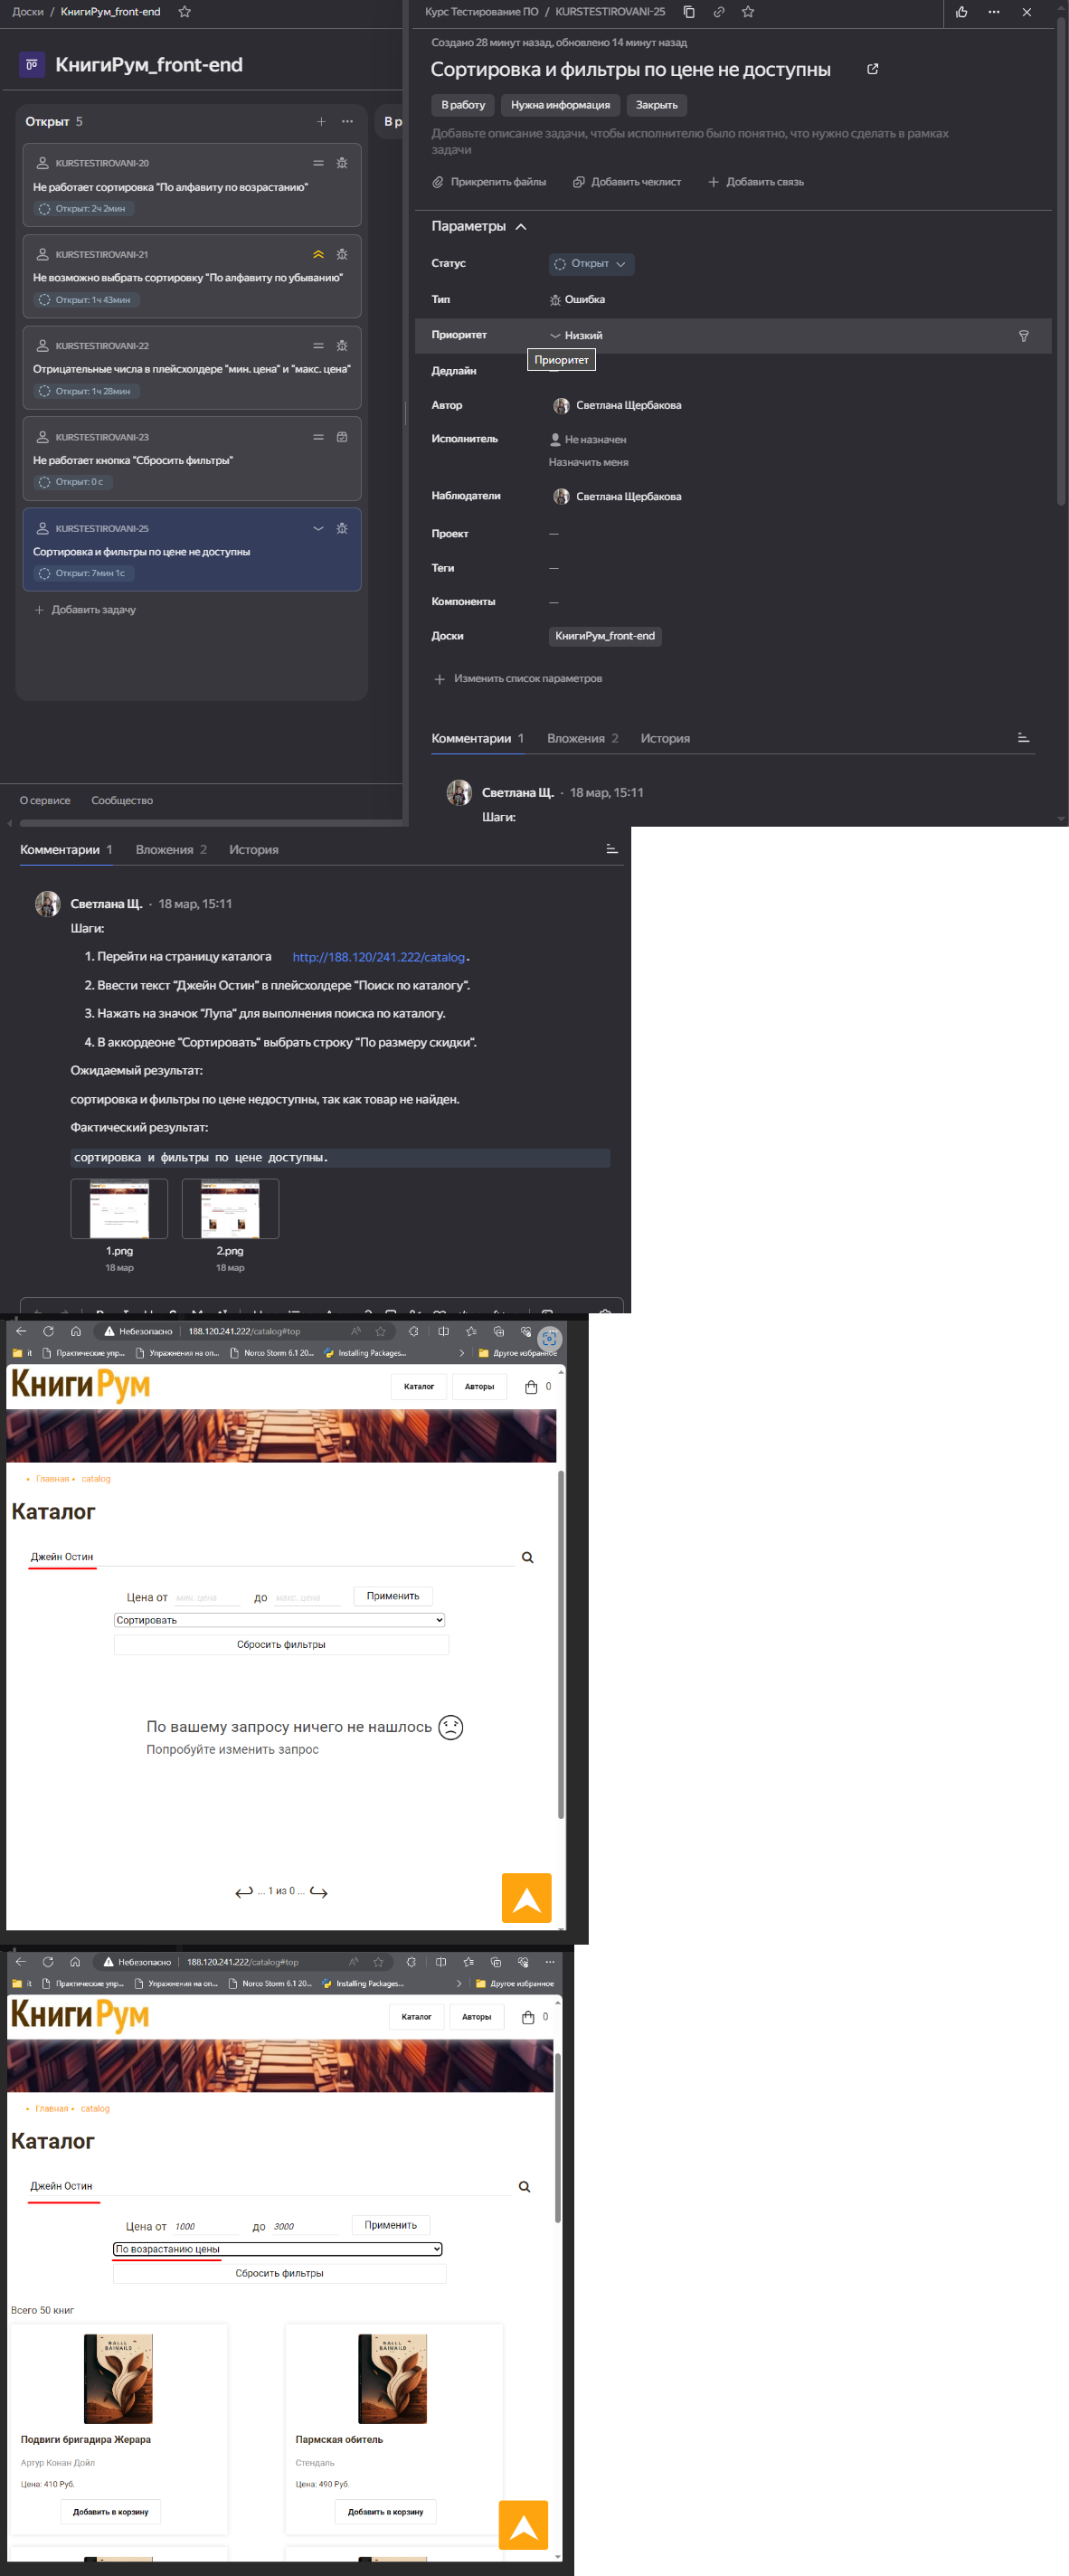 Доски / КнигиРум_front-end
КнигиРум_front-end
Открыт 5
В р
KURSTESTIROVANI-20
Не работает сортировка "По алфавиту по возрастанию"
Открыт: 2ч 2мин
KURSTESTIROVANI-21
Не возможно выбрать сортировку "По алфавиту по убыванию"
Открыт: 1ч 43мин
KURSTESTIROVANI-22
Отрицательные числа в плейсхолдере "мин. цена" и "макс. цена"
Открыт: 1ч 28мин
KURSTESTIROVANI-23
Не работает кнопка "Сбросить фильтры"
Открыт: 0 с
KURSTESTIROVANI-25
Сортировка и фильтры по цене не доступны
Открыт: 7мин 1с
Добавить задачу
О сервисе Сообщество
Курс Тестирование ПО / KURSTESTIROVANI-25
Создано 28 минут назад, обновлено 14 минут назад
Сортировка и фильтры по цене не доступны
В работу Нужна информация Закрыть
Добавьте описание задачи, чтобы исполнителю было понятно, что нужно сделать в рамках
задачи
Прикрепить файлы Добавить чеклист Добавить связь
Параметры
Статус Открыт
Тип Ошибка
Приоритет Низкий
Приоритет
Дедлайн —
Автор Светлана Щербакова
Исполнитель Не назначен
Назначить меня
Наблюдатели Светлана Щербакова
Проект —
Теги —
Компоненты —
Доски КнигиРум_front-end
Изменить список параметров
Комментарии 1 Вложения 2 История
Светлана Щ. · 18 мар, 15:11
Шаги:
Комментарии 1 Вложения 2 История
Светлана Щ. · 18 мар, 15:11
Шаги:
1. Перейти на страницу каталога http://188.120/241.222/catalog.
2. Ввести текст "Джейн Остин" в плейсхолдере "Поиск по каталогу".
3. Нажать на значок "Лупа" для выполнения поиска по каталогу.
4. В аккордеоне "Сортировать" выбрать строку "По размеру скидки".
Ожидаемый результат:
сортировка и фильтры по цене недоступны, так как товар не найден.
Фактический результат:
сортировка и фильтры по цене доступны.
1.png 2.png
18 мар 18 мар
Небезопасно 188.120.241.222/catalog#top
it Практические упр... Упражнения на оп... Norco Storm 6.1 20... Installing Packages... Другое избранное
КнигиРум
Каталог Авторы 0
• Главная • catalog
Каталог
Джейн Остин
Цена от мин. цена до макс. цена Применить
Сортировать
Сбросить фильтры
По вашему запросу ничего не нашлось
Попробуйте изменить запрос
... 1 из 0 ...
Небезопасно 188.120.241.222/catalog#top
it Практические упр... Упражнения на оп... Norco Storm 6.1 20... Installing Packages... Другое избранное
КнигиРум
Каталог Авторы 0
• Главная • catalog
Каталог
Джейн Остин
Цена от 1000 до 3000 Применить
По возрастанию цены
Сбросить фильтры
Всего 50 книг
Подвиги бригадира Жерара
Артур Конан Дойл
Цена: 410 Руб.
Добавить в корзину
Пармская обитель
Стендаль
Цена: 490 Руб.
Добавить в корзину